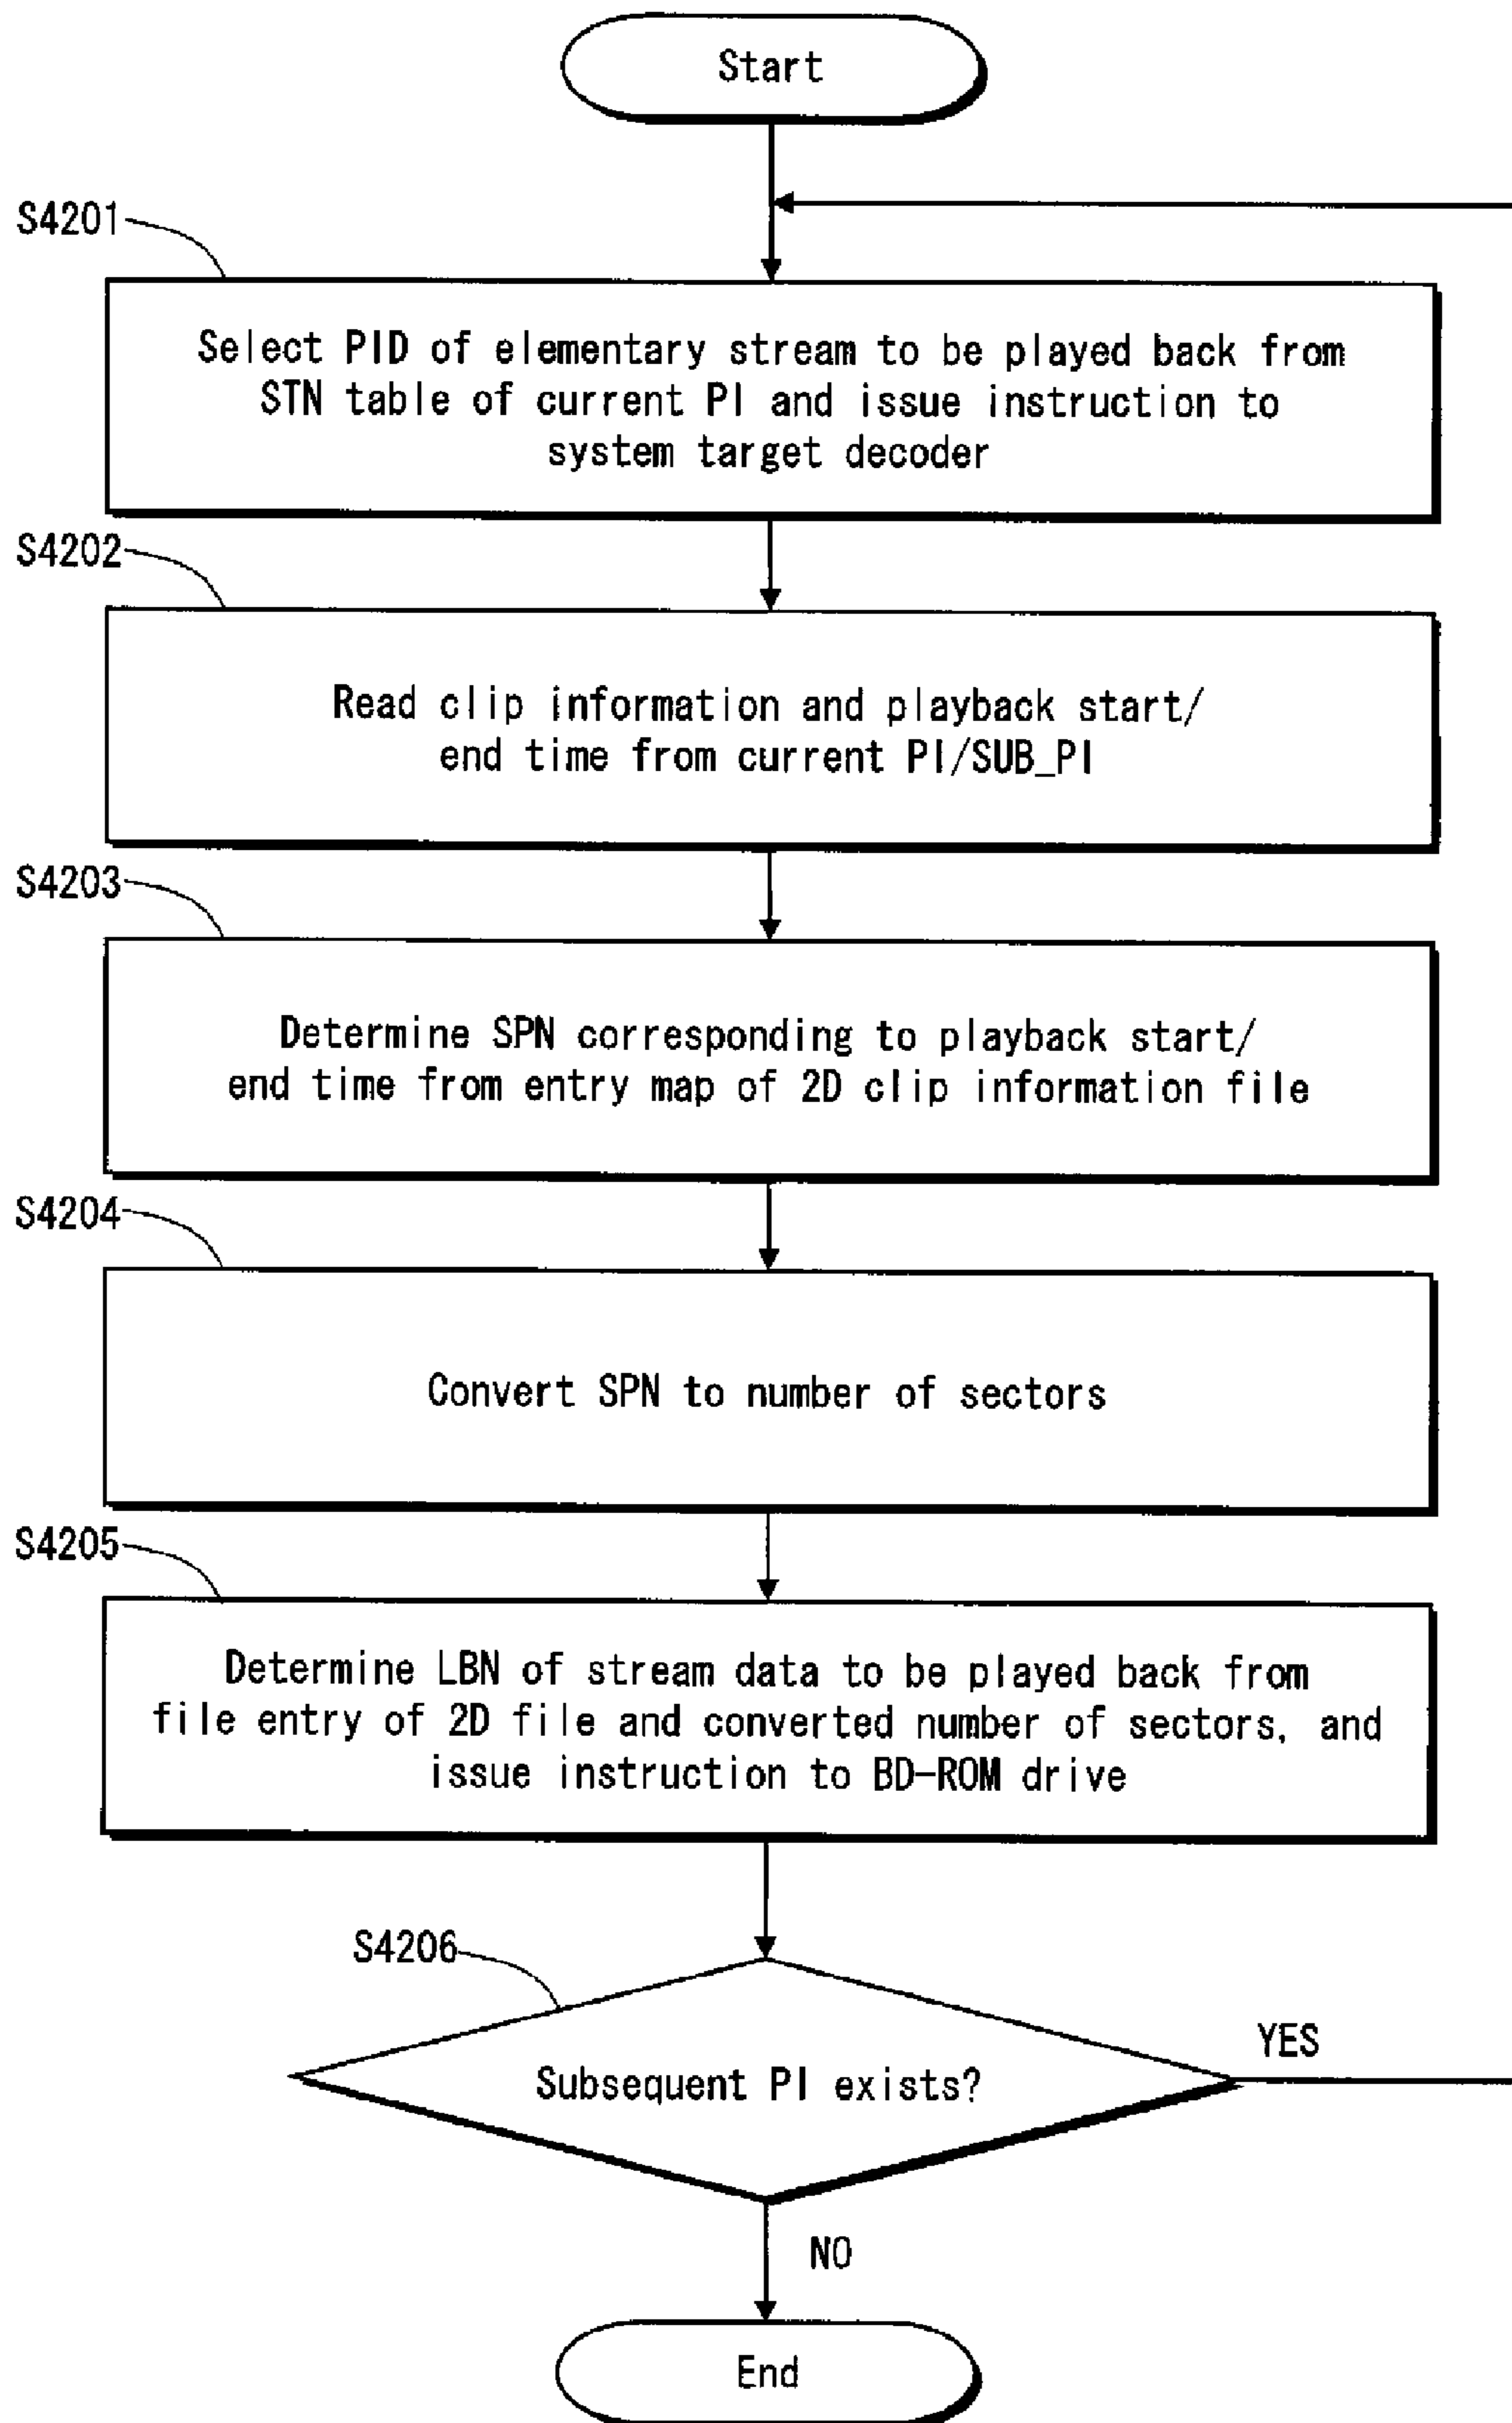 Start
S4201
Select PID of elementary stream to be played back from
STN table of current PI and issue instruction to
system target decoder
S4202
Read clip information and playback start/
end time from current PI/SUB_PI
S4203
Determine SPN corresponding to playback start/
end time from entry map of 2D clip information file
S4204
Convert SPN to number of sectors
S4205
Determine LBN of stream data to be played back from
file entry of 2D file and converted number of sectors, and
issue instruction to BD-ROM drive
S4206
Subsequent PI exists?
YES
NO
End